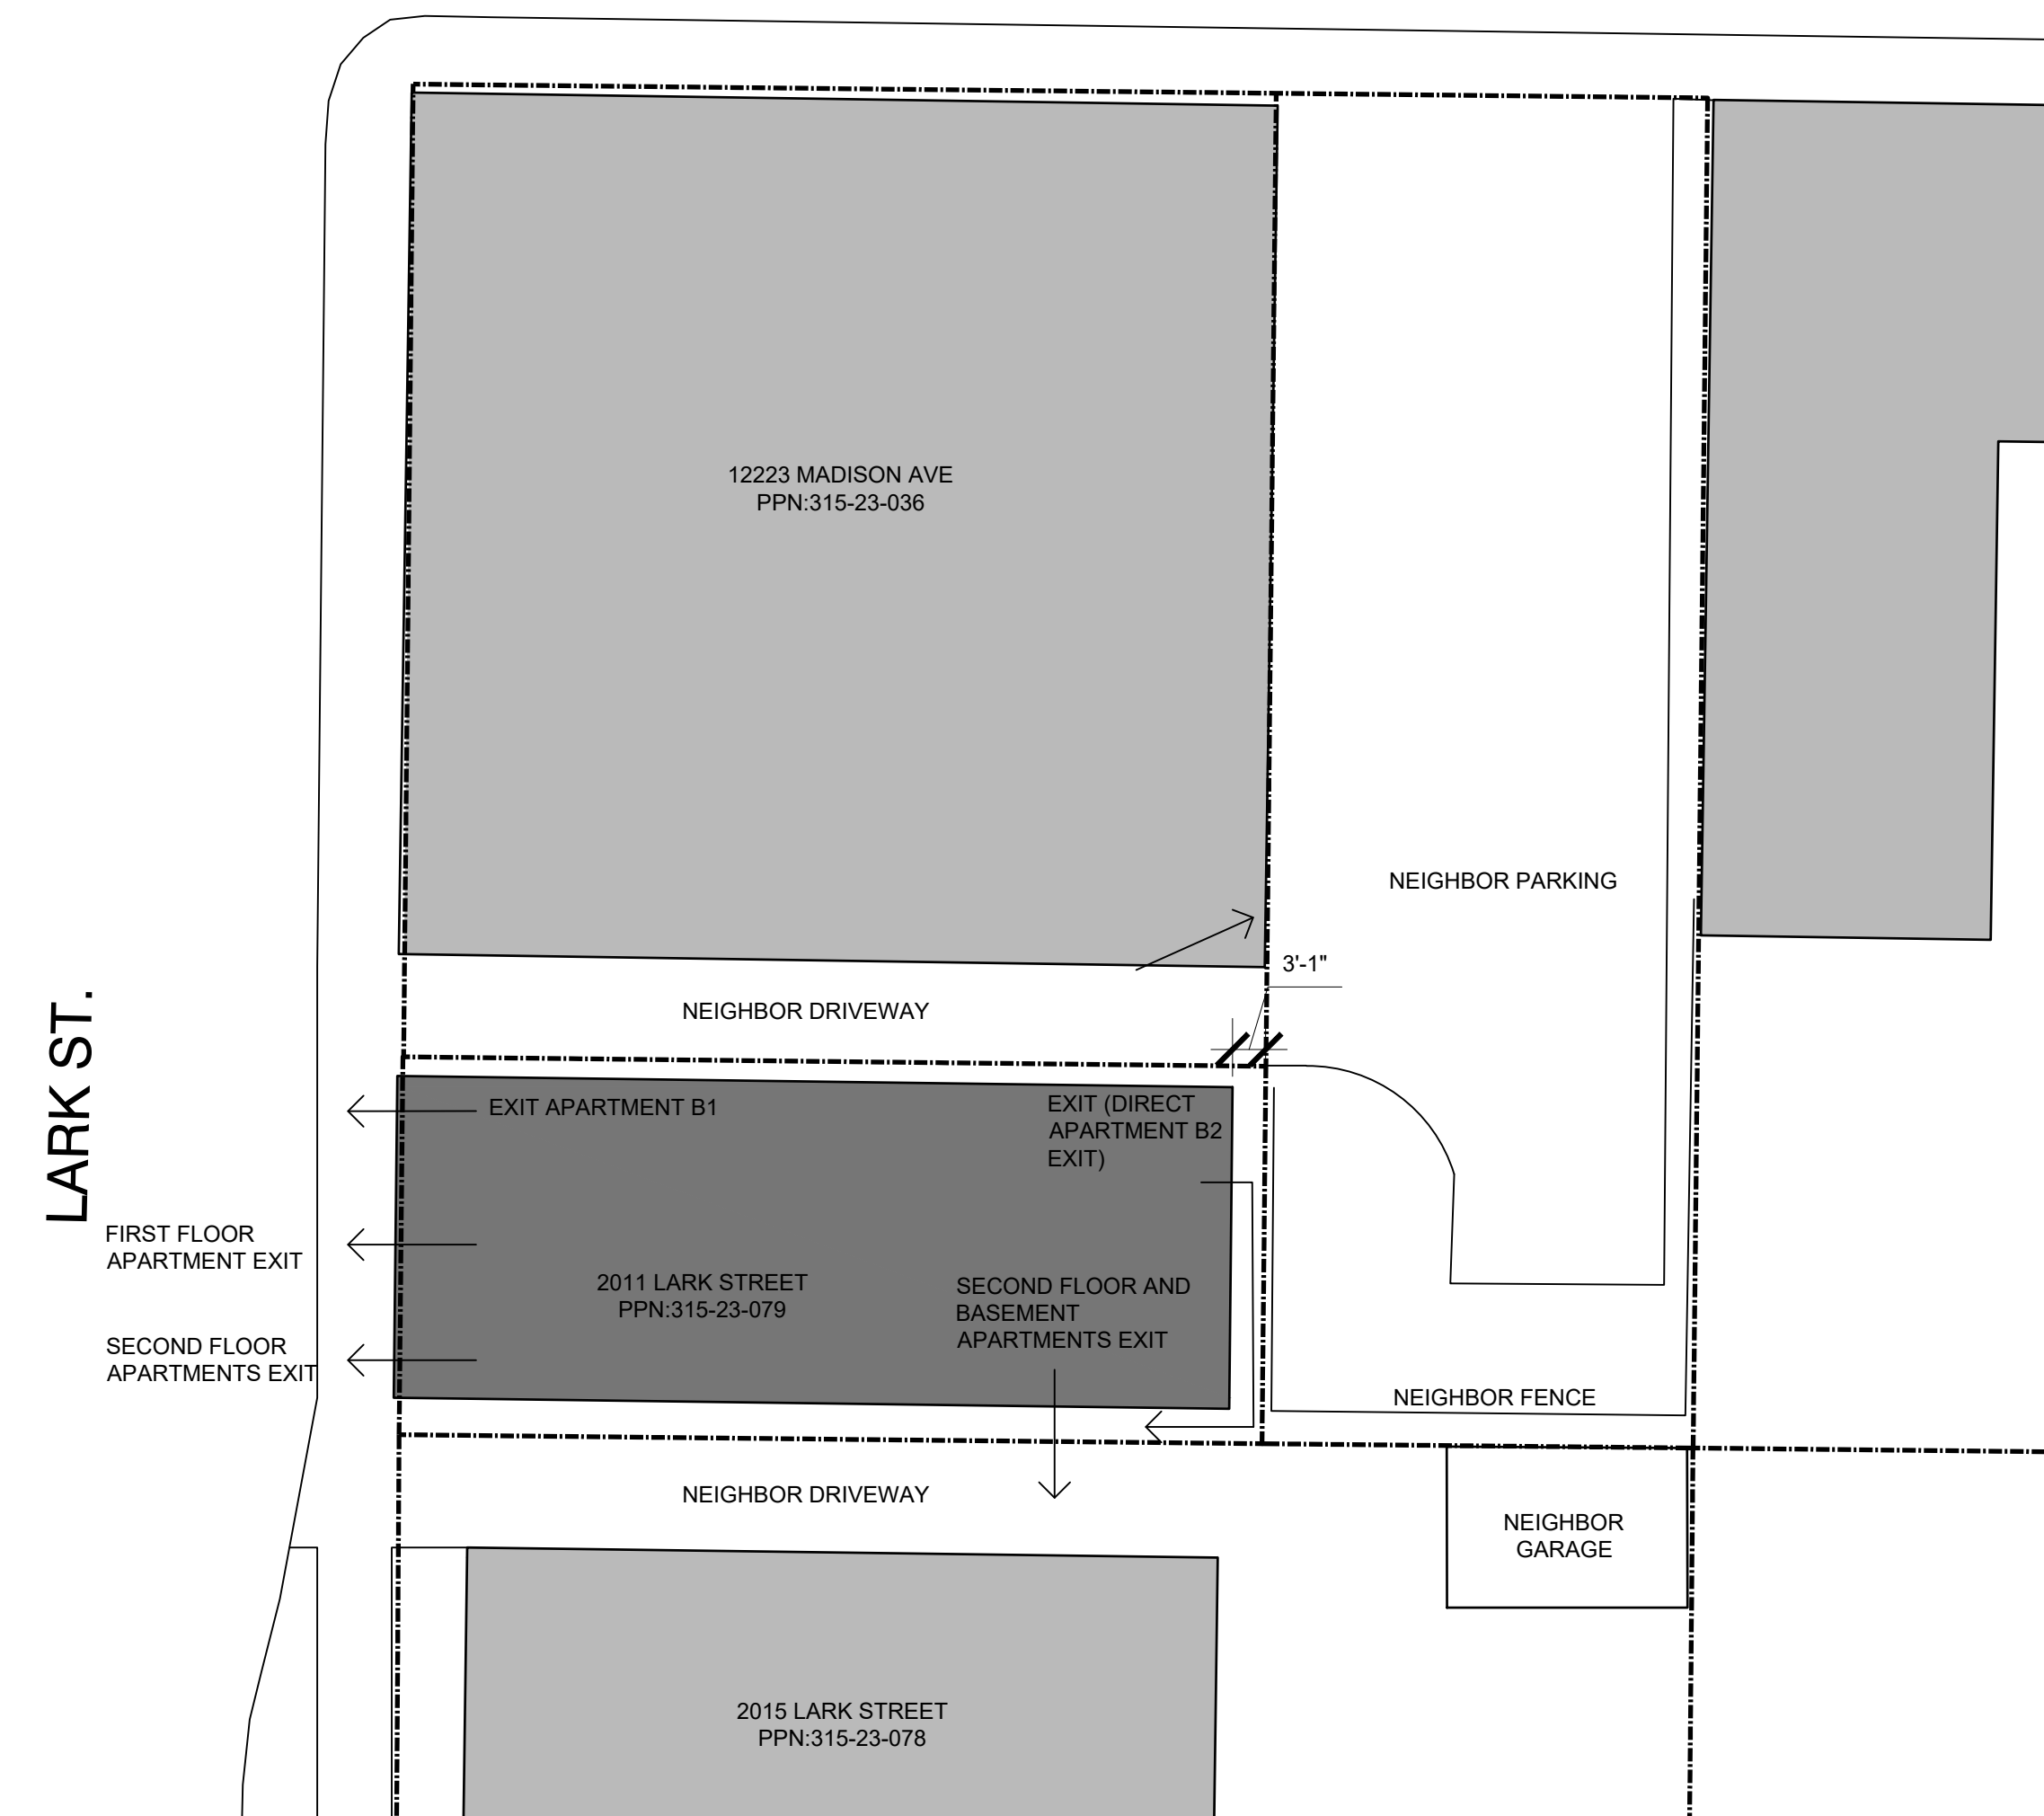 12223 MADISON AVE
PPN:315-23-036
NEIGHBOR PARKING
3'-1"
NEIGHBOR DRIVEWAY
LARK ST.
EXIT APARTMENT B1
EXIT (DIRECT
APARTMENT B2
EXIT)
FIRST FLOOR
APARTMENT EXIT
2011 LARK STREET
PPN:315-23-079
SECOND FLOOR AND
BASEMENT
APARTMENTS EXIT
SECOND FLOOR
APARTMENTS EXIT
NEIGHBOR FENCE
NEIGHBOR DRIVEWAY
NEIGHBOR
GARAGE
2015 LARK STREET
PPN:315-23-078